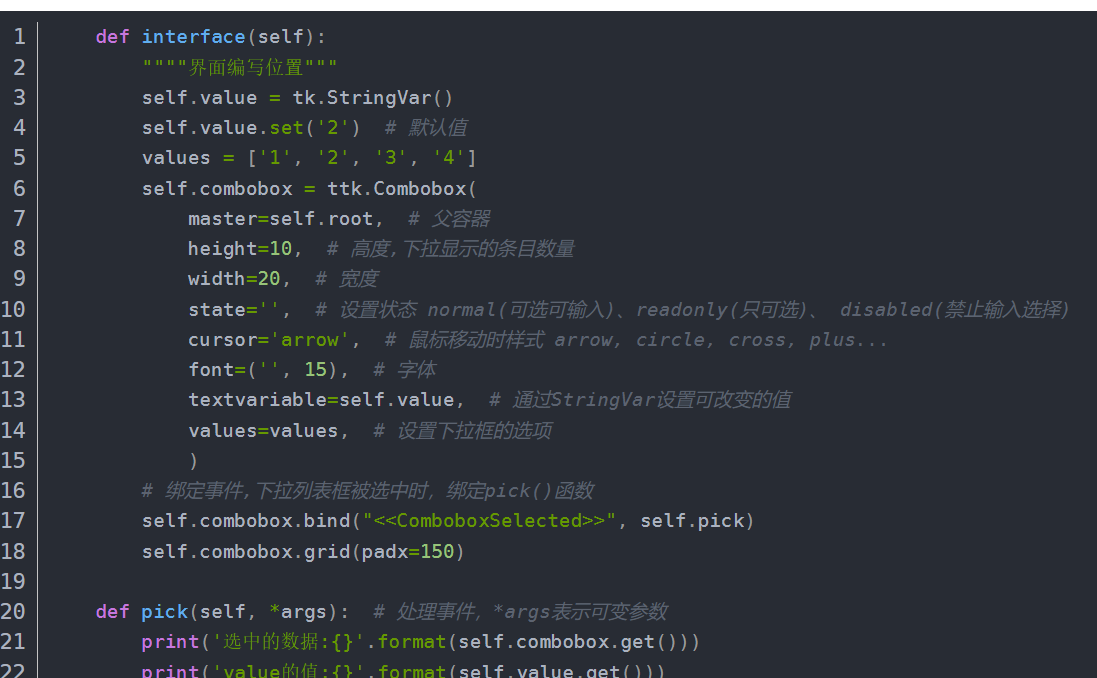 1 def interface(self):
2 """"界面编写位置"""
3 self.value = tk.StringVar()
4 self.value.set('2')  # 默认值
5 values = ['1', '2', '3', '4']
6 self.combobox = ttk.Combobox(
7 master=self.root,  # 父容器
8 height=10,  # 高度,下拉显示的条目数量
9 width=20,  # 宽度
10 state='',  # 设置状态 normal(可选可输入)、readonly(只可选)、 disabled(禁止输入选择)
11 cursor='arrow',  # 鼠标移动时样式 arrow, circle, cross, plus...
12 font=('', 15),  # 字体
13 textvariable=self.value,  # 通过StringVar设置可改变的值
14 values=values,  # 设置下拉框的选项
15 )
16 # 绑定事件,下拉列表框被选中时，绑定pick()函数
17 self.combobox.bind("<<ComboboxSelected>>", self.pick)
18 self.combobox.grid(padx=150)
19
20 def pick(self, *args):  # 处理事件，*args表示可变参数
21 print('选中的数据:{}'.format(self.combobox.get()))
22 print('value的值:{}'.format(self.value.get()))